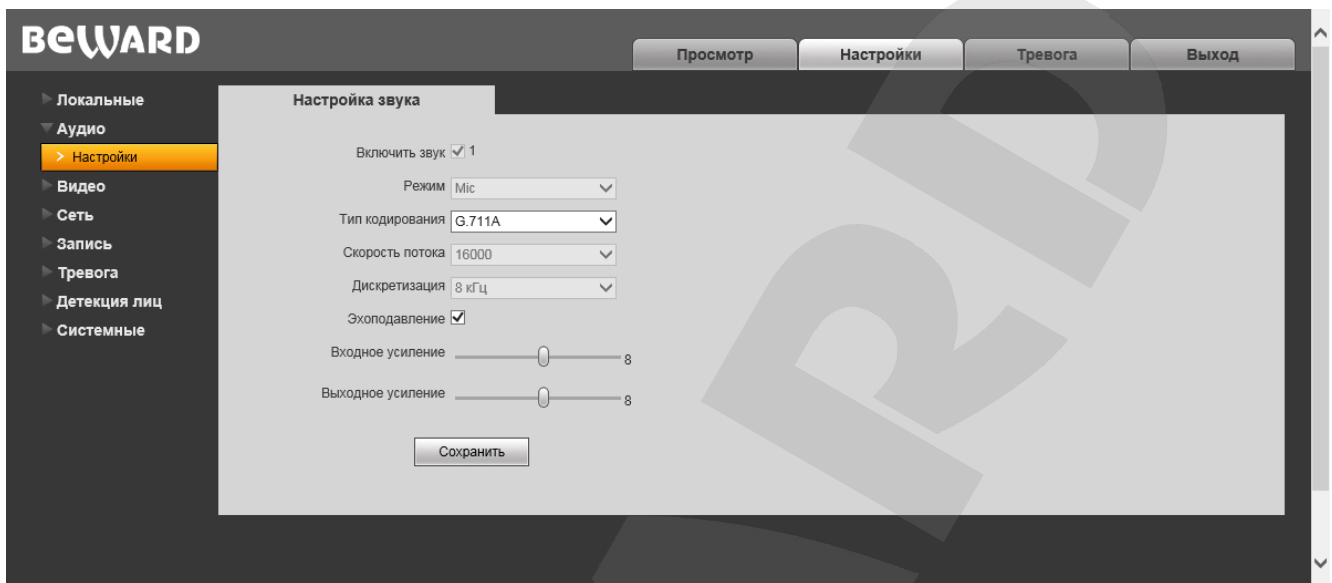 BEWARD
Просмотр
Настройки
Тревога
Выход
Локальные
Аудио
Настройки
Видео
Сеть
Запись
Тревога
Детекция лиц
Системные
Настройка звука
Включить звук 1
Режим Mic
Тип кодирования G.711A
Скорость потока 16000
Дискретизация 8 кГц
Эхоподавление
Входное усиление 8
Выходное усиление 8
Сохранить